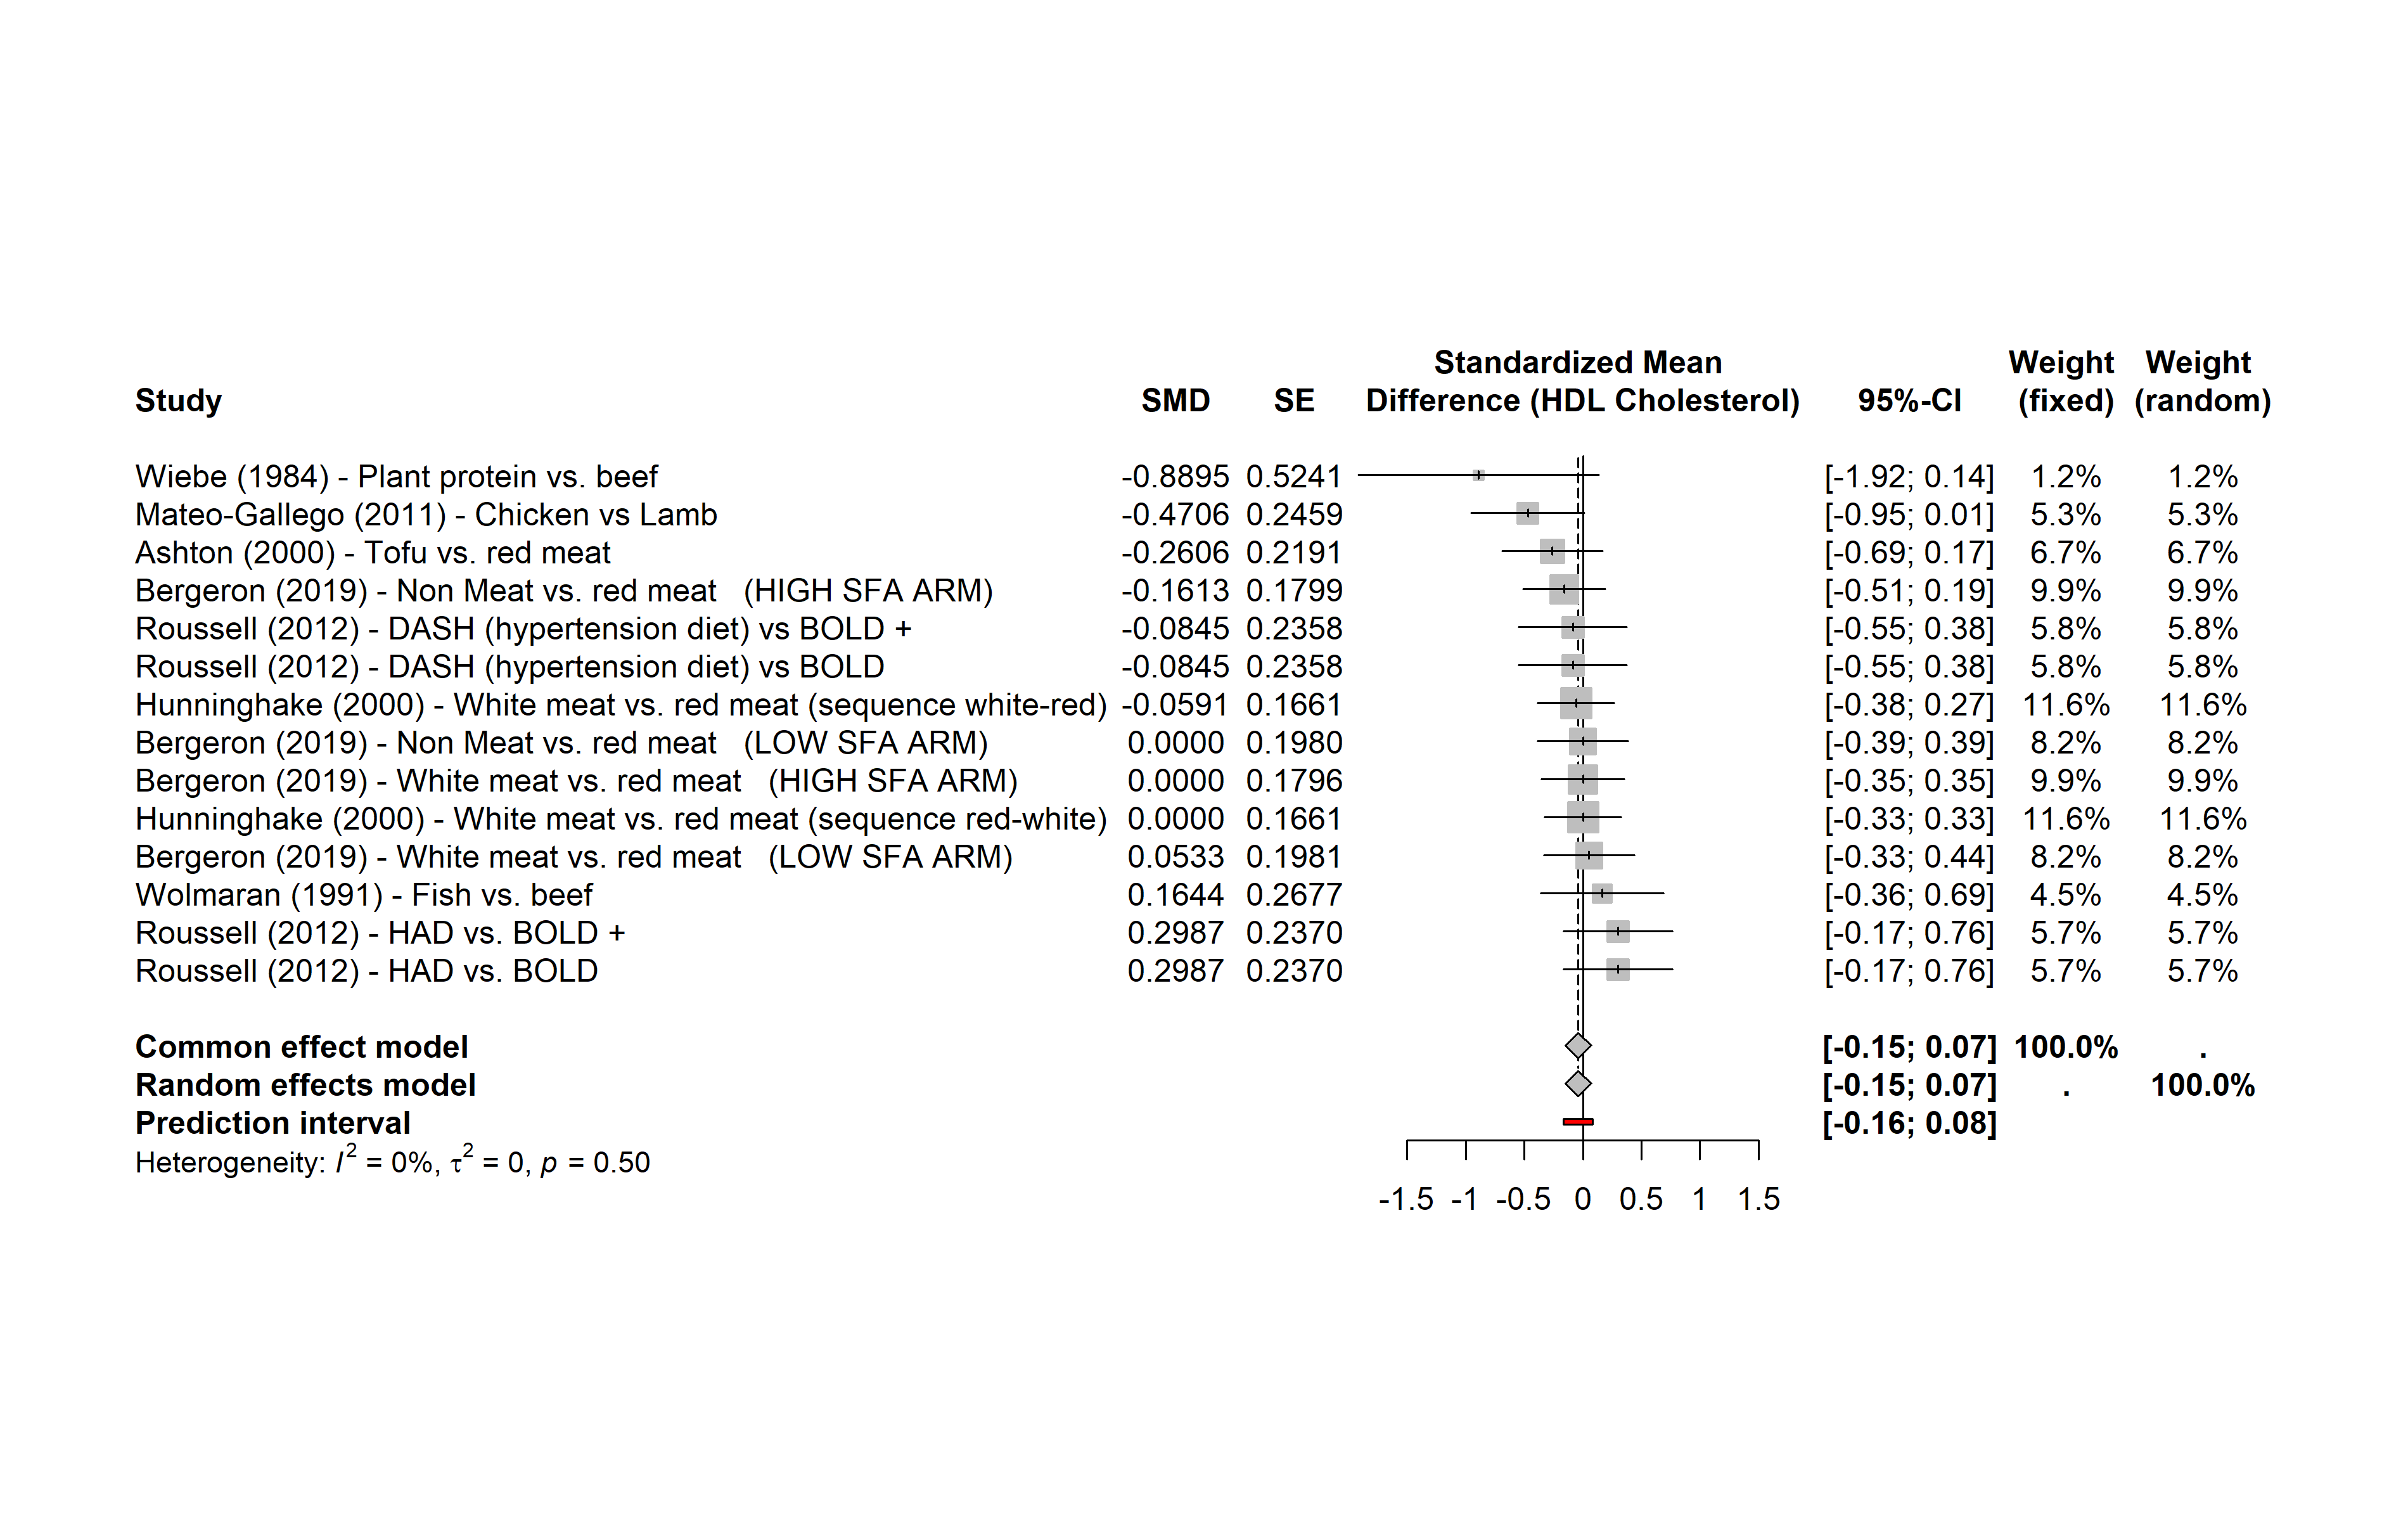 Standardized Mean Weight Weight
Study SMD SE Difference (HDL Cholesterol) 95%-CI (fixed) (random)
Wiebe (1984) - Plant protein vs. beef -0.8895 0.5241 [-1.92; 0.14] 1.2% 1.2%
Mateo-Gallego (2011) - Chicken vs Lamb -0.4706 0.2459 [-0.95; 0.01] 5.3% 5.3%
Ashton (2000) - Tofu vs. red meat -0.2606 0.2191 [-0.69; 0.17] 6.7% 6.7%
Bergeron (2019) - Non Meat vs. red meat (HIGH SFA ARM) -0.1613 0.1799 [-0.51; 0.19] 9.9% 9.9%
Roussell (2012) - DASH (hypertension diet) vs BOLD + -0.0845 0.2358 [-0.55; 0.38] 5.8% 5.8%
Roussell (2012) - DASH (hypertension diet) vs BOLD -0.0845 0.2358 [-0.55; 0.38] 5.8% 5.8%
Hunninghake (2000) - White meat vs. red meat (sequence white-red) -0.0591 0.1661 [-0.38; 0.27] 11.6% 11.6%
Bergeron (2019) - Non Meat vs. red meat (LOW SFA ARM) 0.0000 0.1980 [-0.39; 0.39] 8.2% 8.2%
Bergeron (2019) - White meat vs. red meat (HIGH SFA ARM) 0.0000 0.1796 [-0.35; 0.35] 9.9% 9.9%
Hunninghake (2000) - White meat vs. red meat (sequence red-white) 0.0000 0.1661 [-0.33; 0.33] 11.6% 11.6%
Bergeron (2019) - White meat vs. red meat (LOW SFA ARM) 0.0533 0.1981 [-0.33; 0.44] 8.2% 8.2%
Wolmaran (1991) - Fish vs. beef 0.1644 0.2677 [-0.36; 0.69] 4.5% 4.5%
Roussell (2012) - HAD vs. BOLD + 0.2987 0.2370 [-0.17; 0.76] 5.7% 5.7%
Roussell (2012) - HAD vs. BOLD 0.2987 0.2370 [-0.17; 0.76] 5.7% 5.7%
Common effect model [-0.15; 0.07] 100.0% .
Random effects model [-0.15; 0.07] . 100.0%
Prediction interval [-0.16; 0.08]
Heterogeneity: I² = 0%, τ² = 0, p = 0.50
-1.5 -1 -0.5 0 0.5 1 1.5